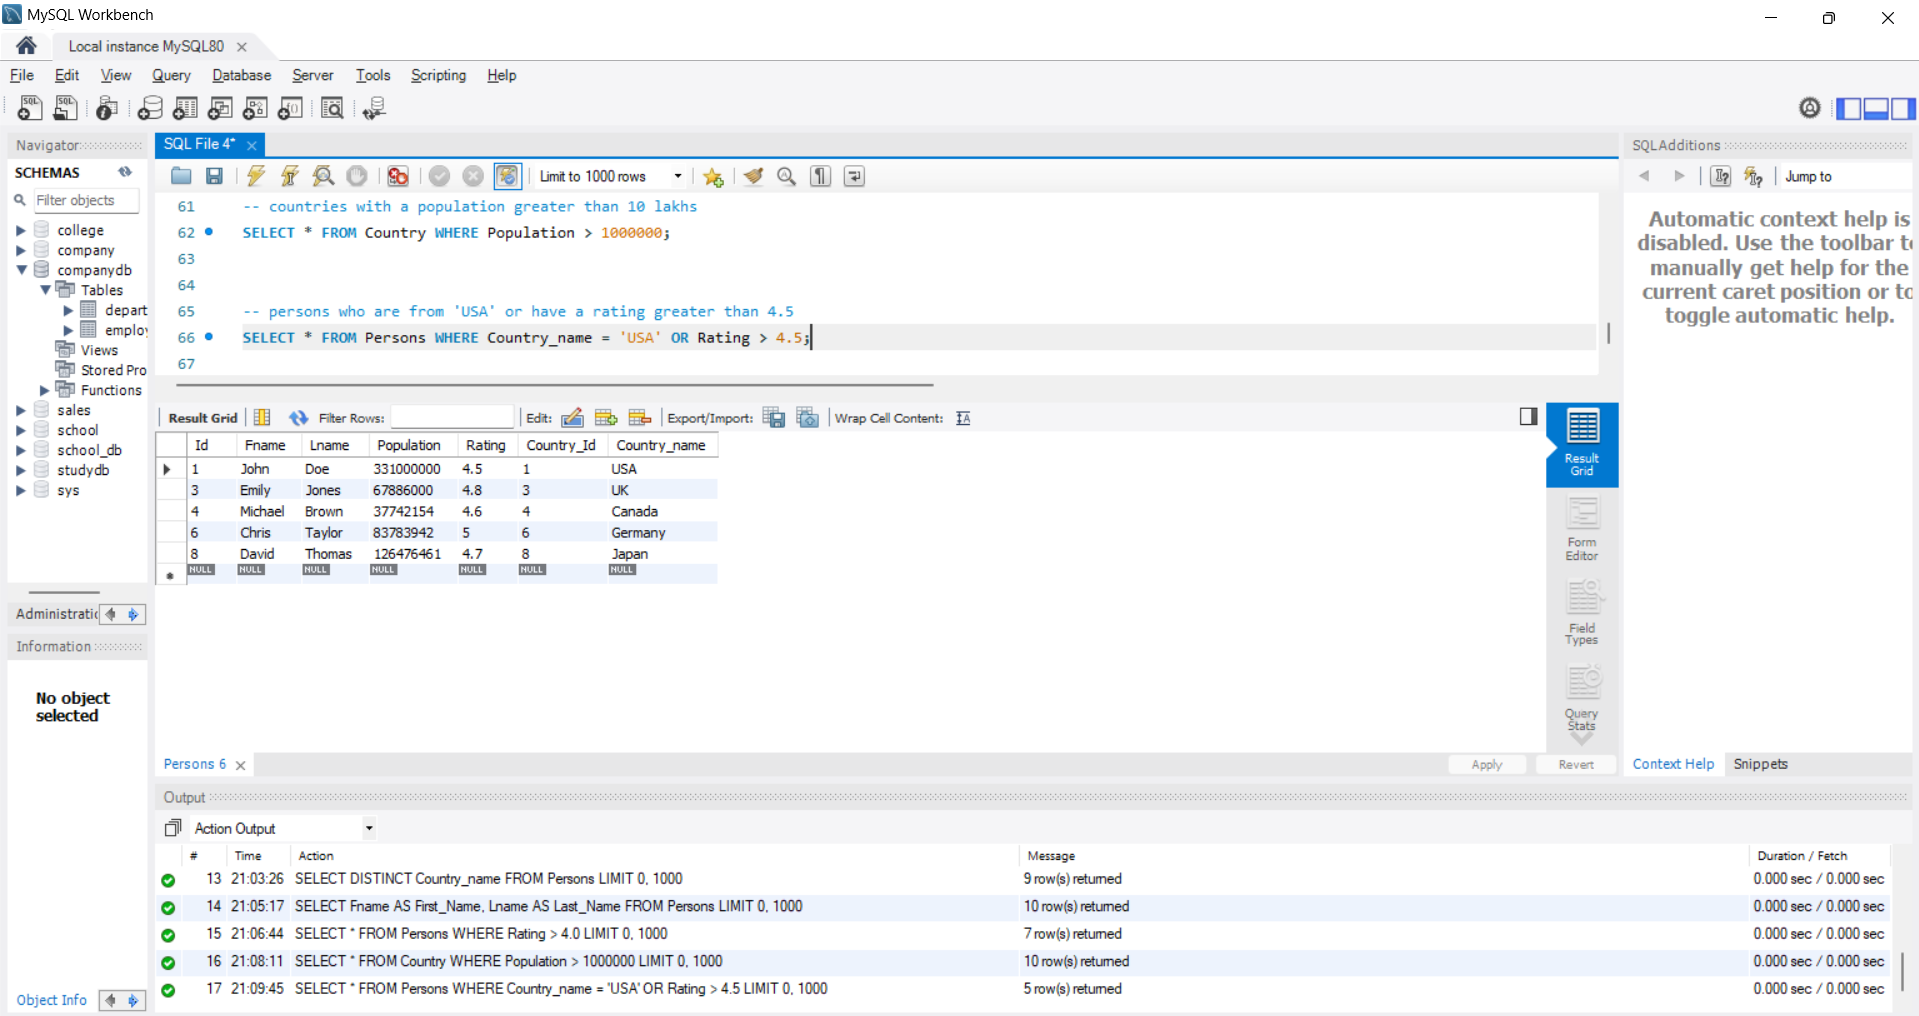 MySQL Workbench
Local instance MySQL80
File Edit View Query Database Server Tools Scripting Help
Navigator
SCHEMAS
Filter objects
college
company
companydb
Tables
depart
employ
Views
Stored Pro
Functions
sales
school
school_db
studydb
sys
Administratic
Information
No object
selected
Object Info
SQL File 4*
Limit to 1000 rows
61 -- countries with a population greater than 10 lakhs
62 SELECT * FROM Country WHERE Population > 1000000;
63
64
65 -- persons who are from 'USA' or have a rating greater than 4.5
66 SELECT * FROM Persons WHERE Country_name = 'USA' OR Rating > 4.5;
67
Result Grid Filter Rows: Edit: Export/Import: Wrap Cell Content:
Id Fname Lname Population Rating Country_Id Country_name
1 John Doe 331000000 4.5 1 USA
3 Emily Jones 67886000 4.8 3 UK
4 Michael Brown 37742154 4.6 4 Canada
6 Chris Taylor 83783942 5 6 Germany
8 David Thomas 126476461 4.7 8 Japan
NULL NULL NULL NULL NULL NULL NULL
Result
Grid
Form
Editor
Field
Types
Query
Stats
Persons 6
Apply Revert
SQLAdditions
Jump to
Automatic context help is
disabled. Use the toolbar to
manually get help for the
current caret position or to
toggle automatic help.
Context Help Snippets
Output
Action Output
# Time Action Message Duration / Fetch
13 21:03:26 SELECT DISTINCT Country_name FROM Persons LIMIT 0, 1000 9 row(s) returned 0.000 sec / 0.000 sec
14 21:05:17 SELECT Fname AS First_Name, Lname AS Last_Name FROM Persons LIMIT 0, 1000 10 row(s) returned 0.000 sec / 0.000 sec
15 21:06:44 SELECT * FROM Persons WHERE Rating > 4.0 LIMIT 0, 1000 7 row(s) returned 0.000 sec / 0.000 sec
16 21:08:11 SELECT * FROM Country WHERE Population > 1000000 LIMIT 0, 1000 10 row(s) returned 0.000 sec / 0.000 sec
17 21:09:45 SELECT * FROM Persons WHERE Country_name = 'USA' OR Rating > 4.5 LIMIT 0, 1000 5 row(s) returned 0.000 sec / 0.000 sec